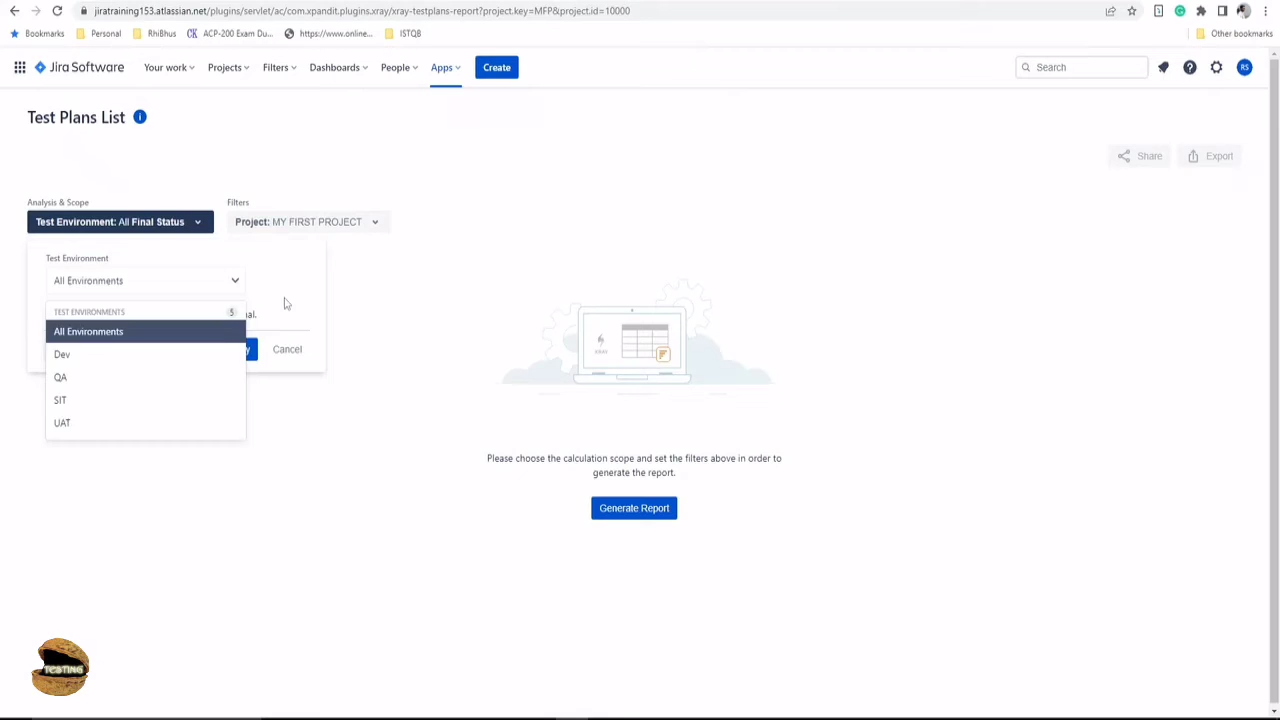 jiratraining153.atlassian.net/plugins/servlet/ac/com.xpandit.plugins.xray/xray-testplans-report?project.key=MFP&project.id=10000
Bookmarks Personal RhiBhus ACP-200 Exam Du... https://www.online... ISTQB Other bookmarks
Jira Software Your work Projects Filters Dashboards People Apps Create Search RS
Test Plans List
Share Export
Analysis & Scope Filters
Test Environment: All Final Status Project: MY FIRST PROJECT
Test Environment
All Environments
TEST ENVIRONMENTS 5
All Environments
Dev
QA
SIT
UAT
Cancel
XRAY
Please choose the calculation scope and set the filters above in order to
generate the report.
Generate Report
TESTING